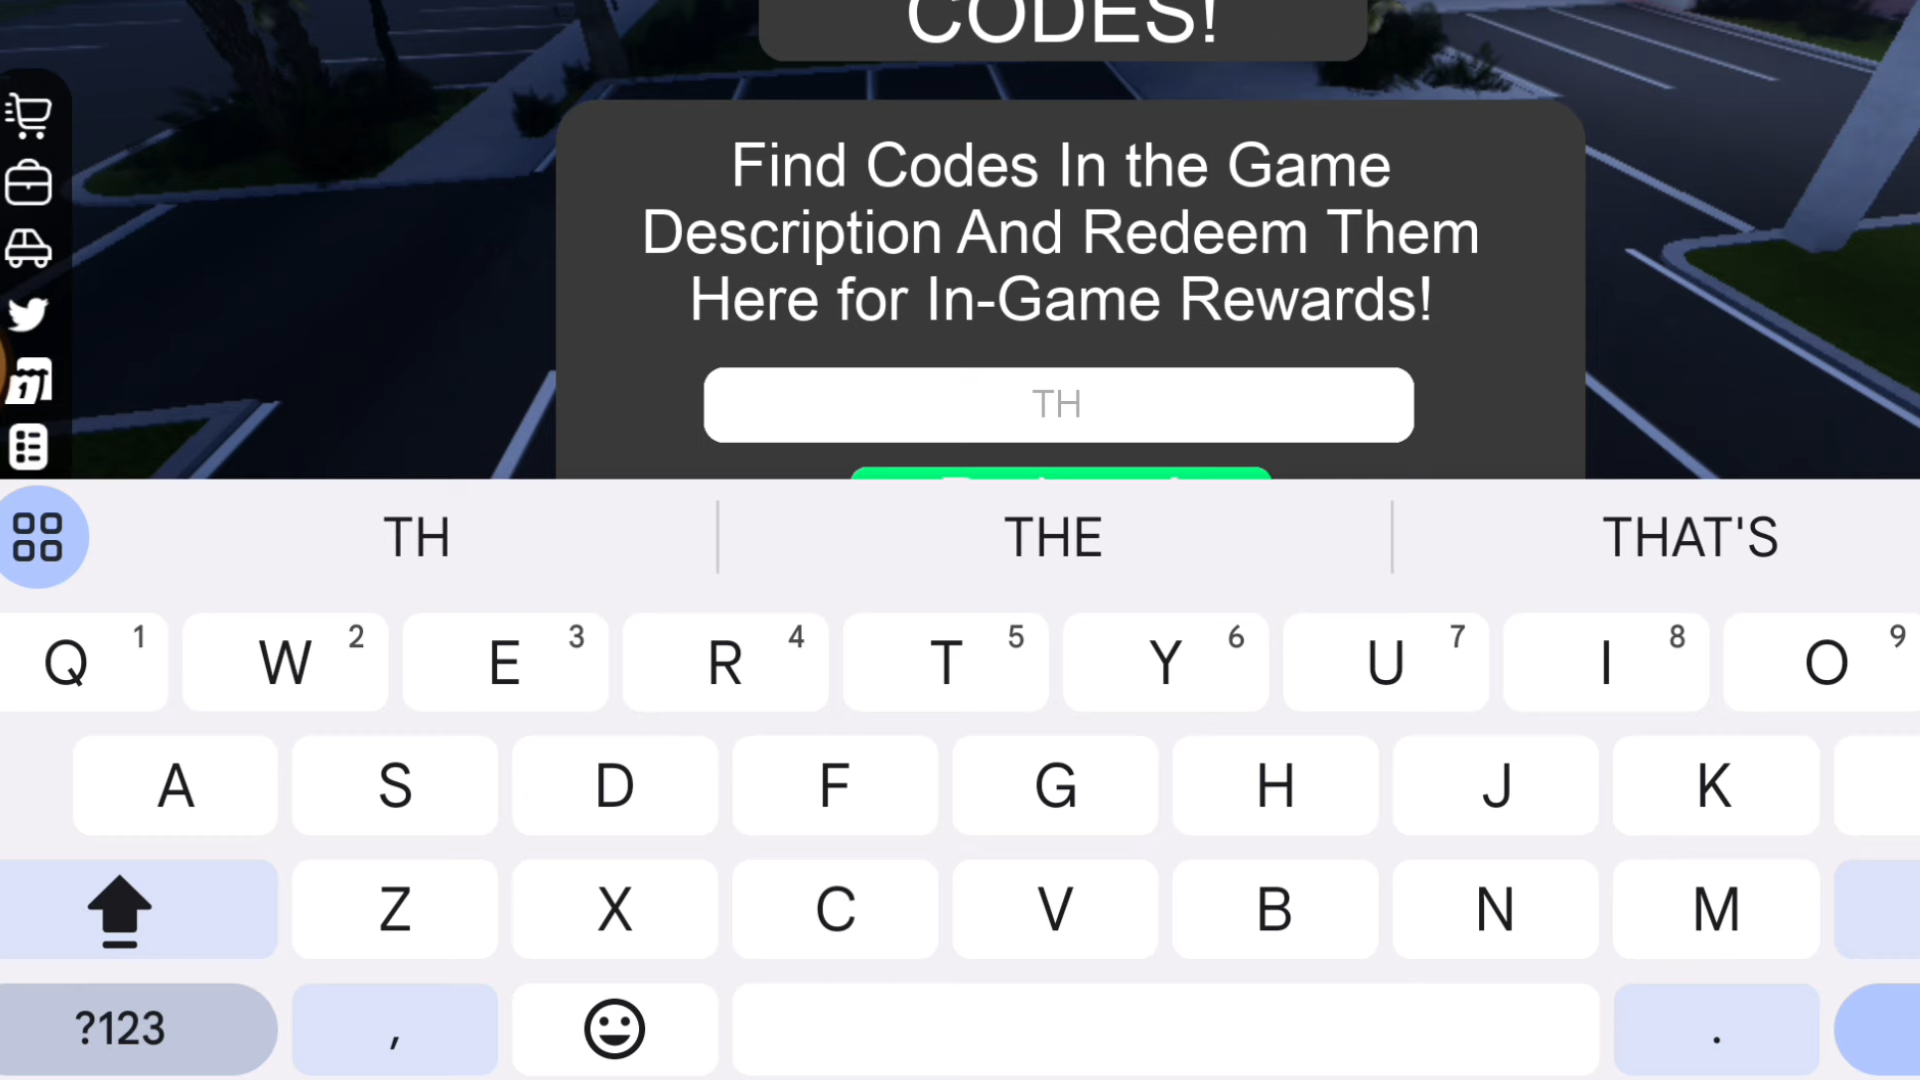 CODES!
Find Codes In the Game
Description And Redeem Them
Here for In-Game Rewards!
TH
TH THE THAT'S
Q 1 W 2 E 3 R 4 T 5 Y 6 U 7 I 8 O 9
A S D F G H J K
Z X C V B N M
?123 , .